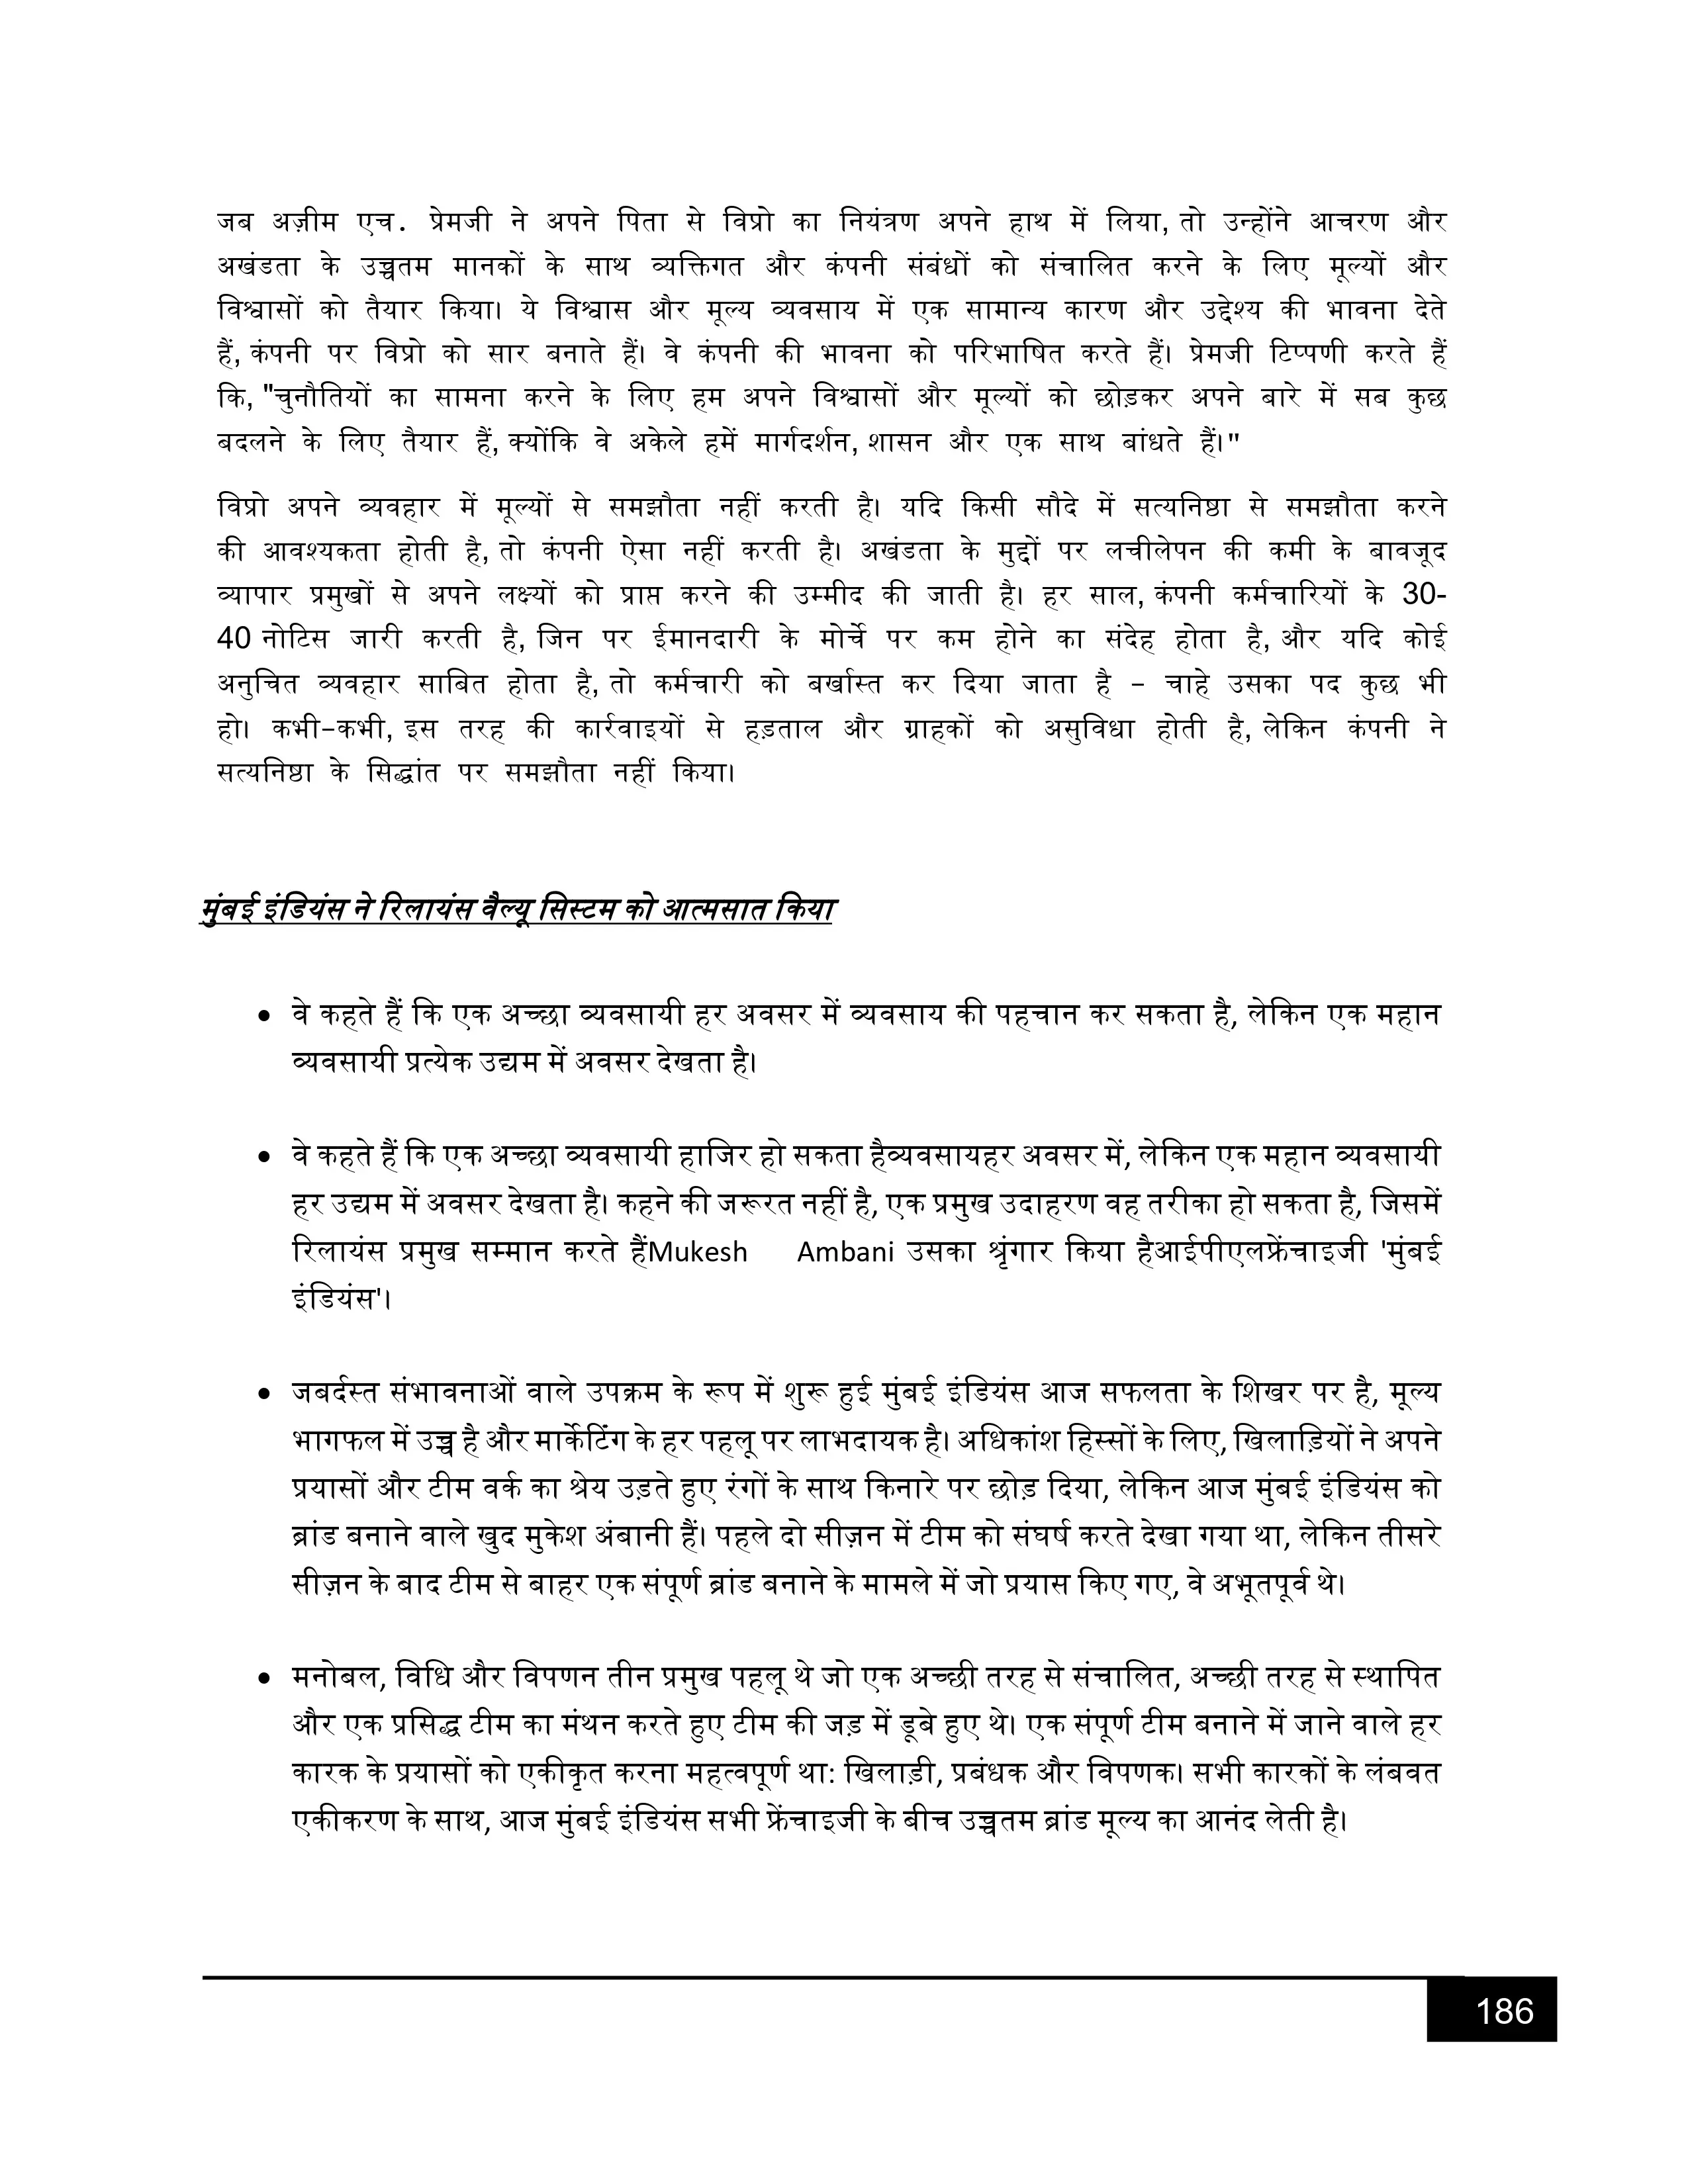 जब अज़ीम एच. प्रेमजी ने अपने पिता से विप्रो का नियंत्रण अपने हाथ में लिया, तो उन्होंने आचरण और
अखंडता के उच्चतम मानकों के साथ व्यक्तिगत और कंपनी संबंधों को संचालित करने के लिए मूल्यों और
विश्वासों को तैयार किया। ये विश्वास और मूल्य व्यवसाय में एक सामान्य कारण और उद्देश्य की भावना देते
हैं, कंपनी पर विप्रो को सार बनाते हैं। वे कंपनी की भावना को परिभाषित करते हैं। प्रेमजी टिप्पणी करते हैं
कि, "चुनौतियों का सामना करने के लिए हम अपने विश्वासों और मूल्यों को छोड़कर अपने बारे में सब कुछ
बदलने के लिए तैयार हैं, क्योंकि वे अकेले हमें मार्गदर्शन, शासन और एक साथ बांधते हैं।"
विप्रो अपने व्यवहार में मूल्यों से समझौता नहीं करती है। यदि किसी सौदे में सत्यनिष्ठा से समझौता करने
की आवश्यकता होती है, तो कंपनी ऐसा नहीं करती है। अखंडता के मुद्दों पर लचीलेपन की कमी के बावजूद
व्यापार प्रमुखों से अपने लक्ष्यों को प्राप्त करने की उम्मीद की जाती है। हर साल, कंपनी कर्मचारियों के 30-
40 नोटिस जारी करती है, जिन पर ईमानदारी के मोर्चे पर कम होने का संदेह होता है, और यदि कोई
अनुचित व्यवहार साबित होता है, तो कर्मचारी को बर्खास्त कर दिया जाता है - चाहे उसका पद कुछ भी
हो। कभी-कभी, इस तरह की कार्रवाइयों से हड़ताल और ग्राहकों को असुविधा होती है, लेकिन कंपनी ने
सत्यनिष्ठा के सिद्धांत पर समझौता नहीं किया।
मुंबई इंडियंस ने रिलायंस वैल्यू सिस्टम को आत्मसात किया
• वे कहते हैं कि एक अच्छा व्यवसायी हर अवसर में व्यवसाय की पहचान कर सकता है, लेकिन एक महान
व्यवसायी प्रत्येक उद्यम में अवसर देखता है।
• वे कहते हैं कि एक अच्छा व्यवसायी हाजिर हो सकता हैव्यवसायहर अवसर में, लेकिन एक महान व्यवसायी
हर उद्यम में अवसर देखता है। कहने की जरूरत नहीं है, एक प्रमुख उदाहरण वह तरीका हो सकता है, जिसमें
रिलायंस प्रमुख सम्मान करते हैंMukesh Ambani उसका श्रृंगार किया हैआईपीएलफ्रेंचाइजी 'मुंबई
इंडियंस'।
• जबर्दस्त संभावनाओं वाले उपक्रम के रूप में शुरू हुई मुंबई इंडियंस आज सफलता के शिखर पर है, मूल्य
भागफल में उच्च है और मार्केटिंग के हर पहलू पर लाभदायक है। अधिकांश हिस्सों के लिए, खिलाड़ियों ने अपने
प्रयासों और टीम वर्क का श्रेय उड़ते हुए रंगों के साथ किनारे पर छोड़ दिया, लेकिन आज मुंबई इंडियंस को
ब्रांड बनाने वाले खुद मुकेश अंबानी हैं। पहले दो सीज़न में टीम को संघर्ष करते देखा गया था, लेकिन तीसरे
सीज़न के बाद टीम से बाहर एक संपूर्ण ब्रांड बनाने के मामले में जो प्रयास किए गए, वे अभूतपूर्व थे।
• मनोबल, विधि और विपणन तीन प्रमुख पहलू थे जो एक अच्छी तरह से संचालित, अच्छी तरह से स्थापित
और एक प्रसिद्ध टीम का मंथन करते हुए टीम की जड़ में डूबे हुए थे। एक संपूर्ण टीम बनाने में जाने वाले हर
कारक के प्रयासों को एकीकृत करना महत्वपूर्ण था: खिलाड़ी, प्रबंधक और विपणक। सभी कारकों के लंबवत
एकीकरण के साथ, आज मुंबई इंडियंस सभी फ्रेंचाइजी के बीच उच्चतम ब्रांड मूल्य का आनंद लेती है।
186